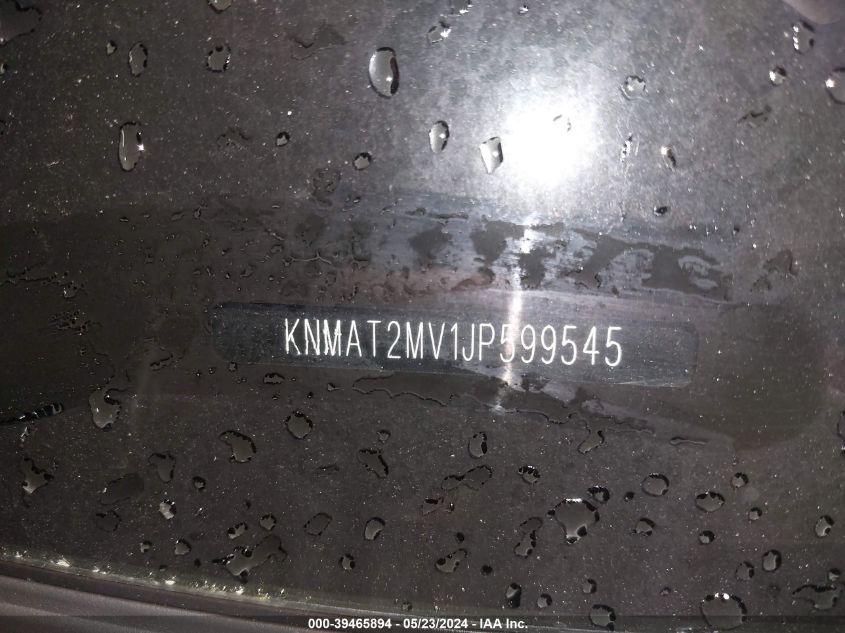 KNMAT2MV1JP599545
000-39465894 - 05/23/2024 - IAA Inc.